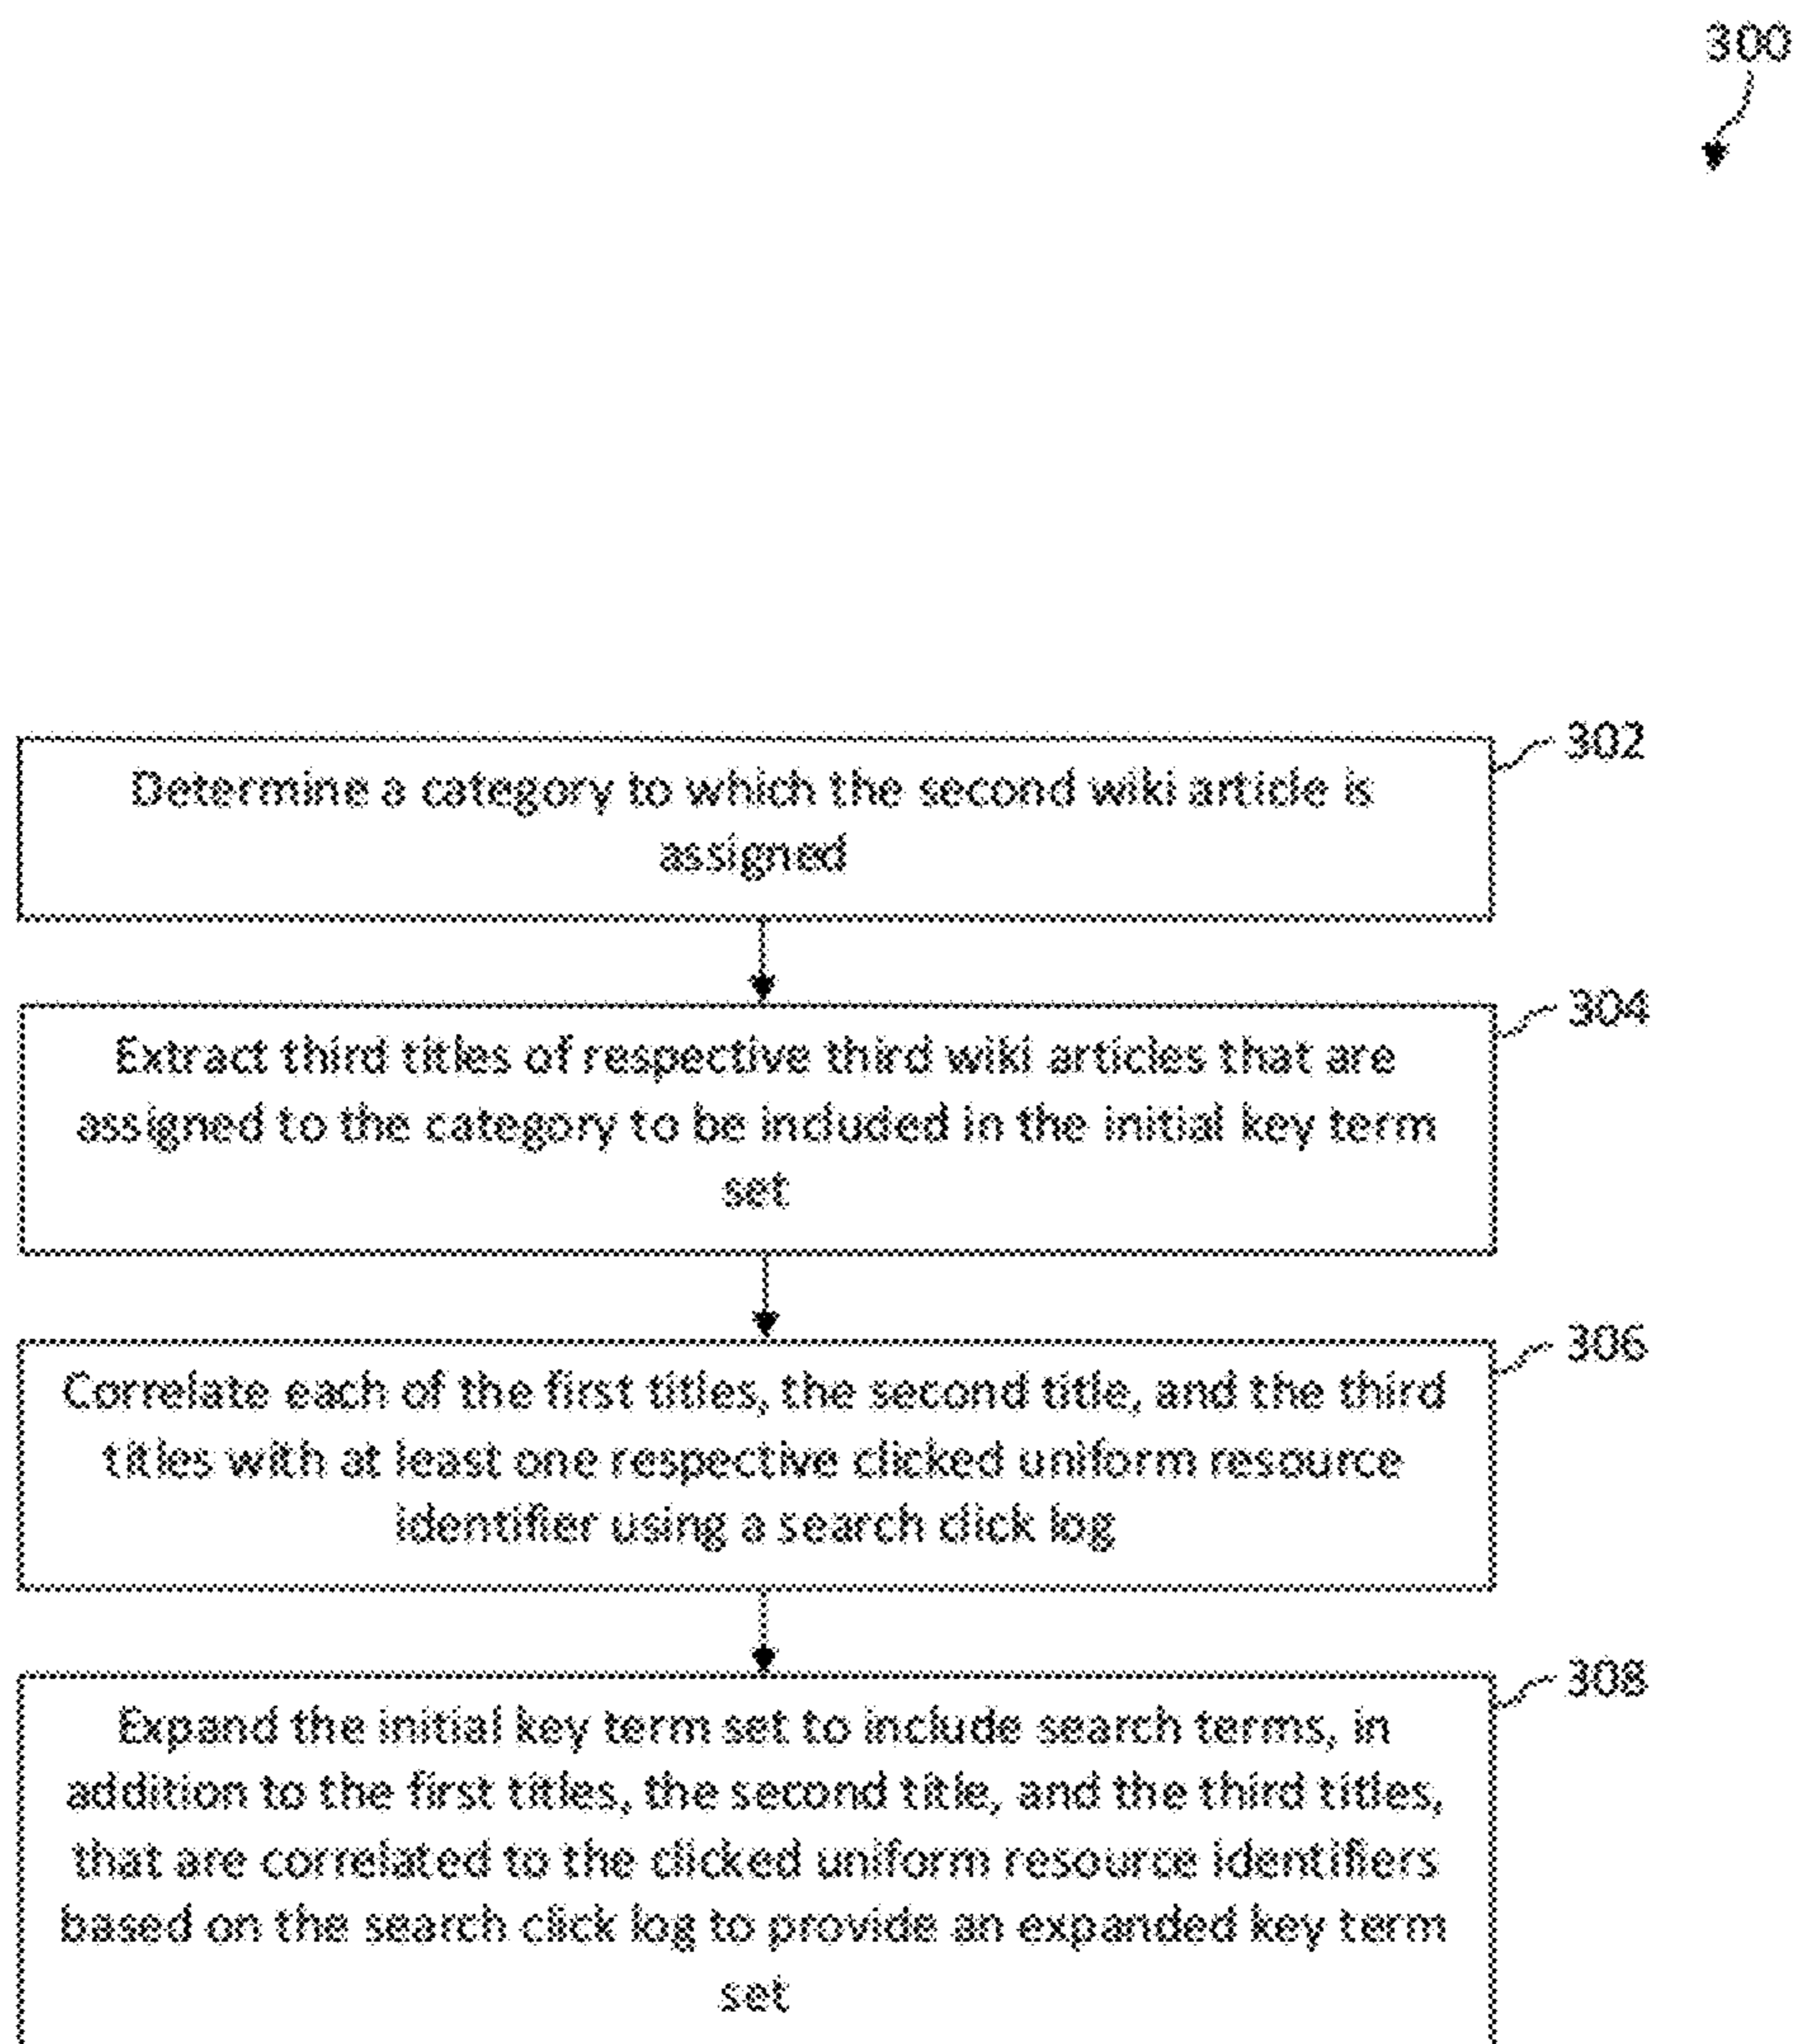 300
302
Determine a category to which the second wiki article is
assigned
304
Extract third titles of respective third wiki articles that are
assigned to the category to be included in the initial key term
set
306
Correlate each of the first titles, the second title, and the third
titles with at least one respective clicked uniform resource
identifier using a search click log
308
Expand the initial key term set to include search terms, in
addition to the first titles, the second title, and the third titles,
that are correlated to the clicked uniform resource identifiers
based on the search click log to provide an expanded key term
set